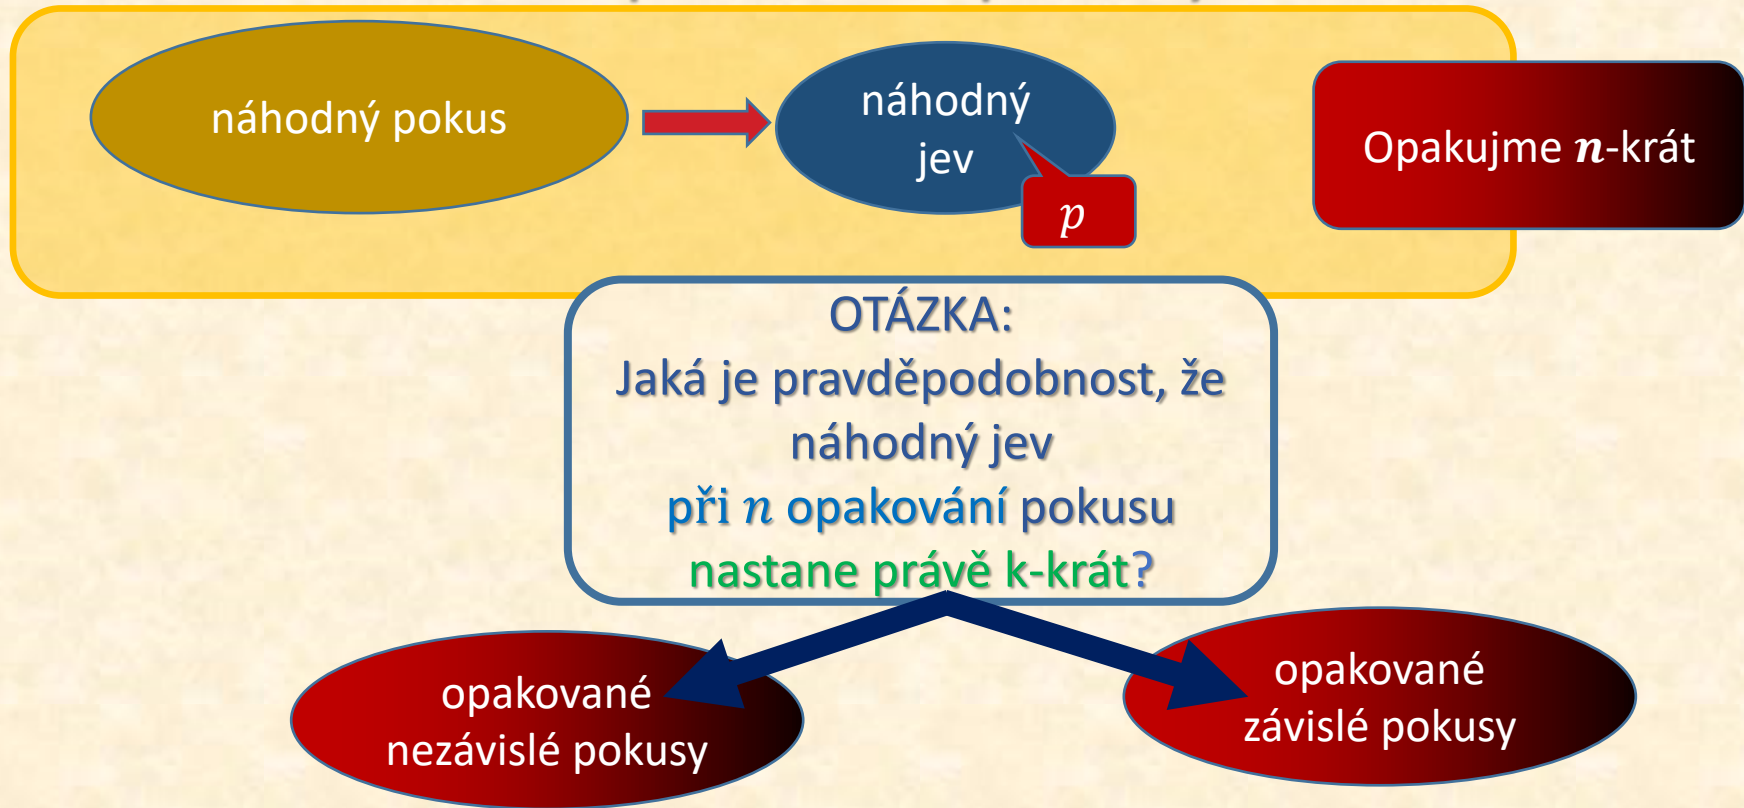 náhodný pokus
náhodný
jev
p
Opakujme n-krát
OTÁZKA:
Jaká je pravděpodobnost, že
náhodný jev
při n opakování pokusu
nastane právě k-krát?
opakované
nezávislé pokusy
opakované
závislé pokusy